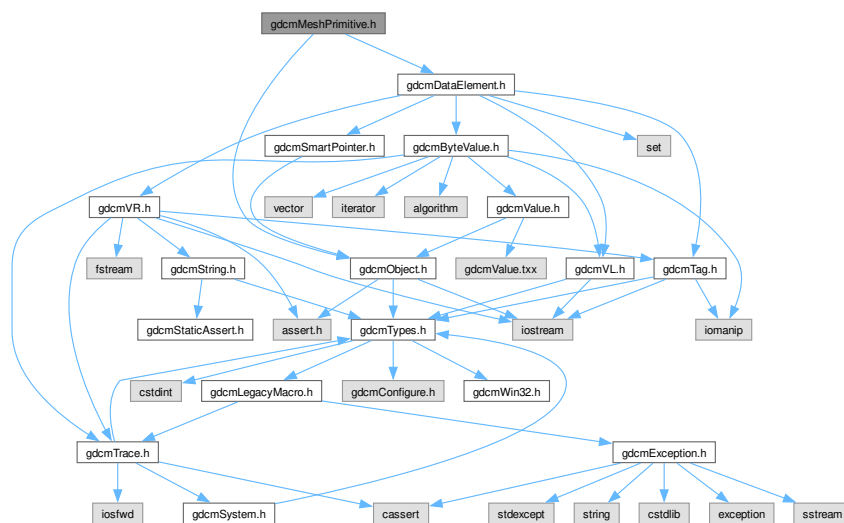 gdcmMeshPrimitive.h
gdcmDataElement.h
gdcmSmartPointer.h
gdcmByteValue.h
set
vector
iterator
algorithm
gdcmVR.h
gdcmValue.h
fstream
gdcmString.h
gdcmObject.h
gdcmValue.txx
gdcmVL.h
gdcmTag.h
gdcmStaticAssert.h
assert.h
gdcmTypes.h
iostream
iomanip
cstdint
gdcmLegacyMacro.h
gdcmConfigure.h
gdcmWin32.h
gdcmTrace.h
gdcmException.h
iosfwd
gdcmSystem.h
cassert
stdexcept
string
cstdlib
exception
sstream